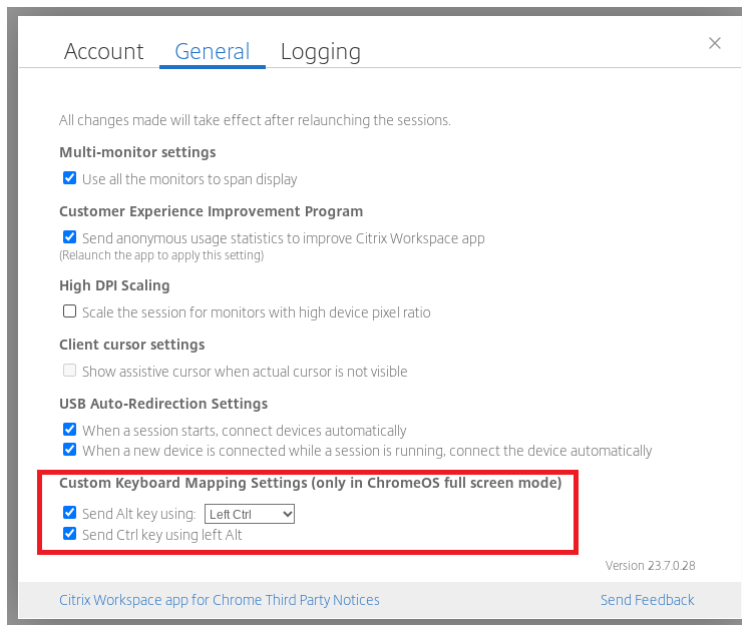 Account General Logging
All changes made will take effect after relaunching the sessions.
Multi-monitor settings
Use all the monitors to span display
Customer Experience Improvement Program
Send anonymous usage statistics to improve Citrix Workspace app
(Relaunch the app to apply this setting)
High DPI Scaling
Scale the session for monitors with high device pixel ratio
Client cursor settings
Show assistive cursor when actual cursor is not visible
USB Auto-Redirection Settings
When a session starts, connect devices automatically
When a new device is connected while a session is running, connect the device automatically
Custom Keyboard Mapping Settings (only in ChromeOS full screen mode)
Send Alt key using: Left Ctrl
Send Ctrl key using left Alt
Version 23.7.0.28
Citrix Workspace app for Chrome Third Party Notices Send Feedback